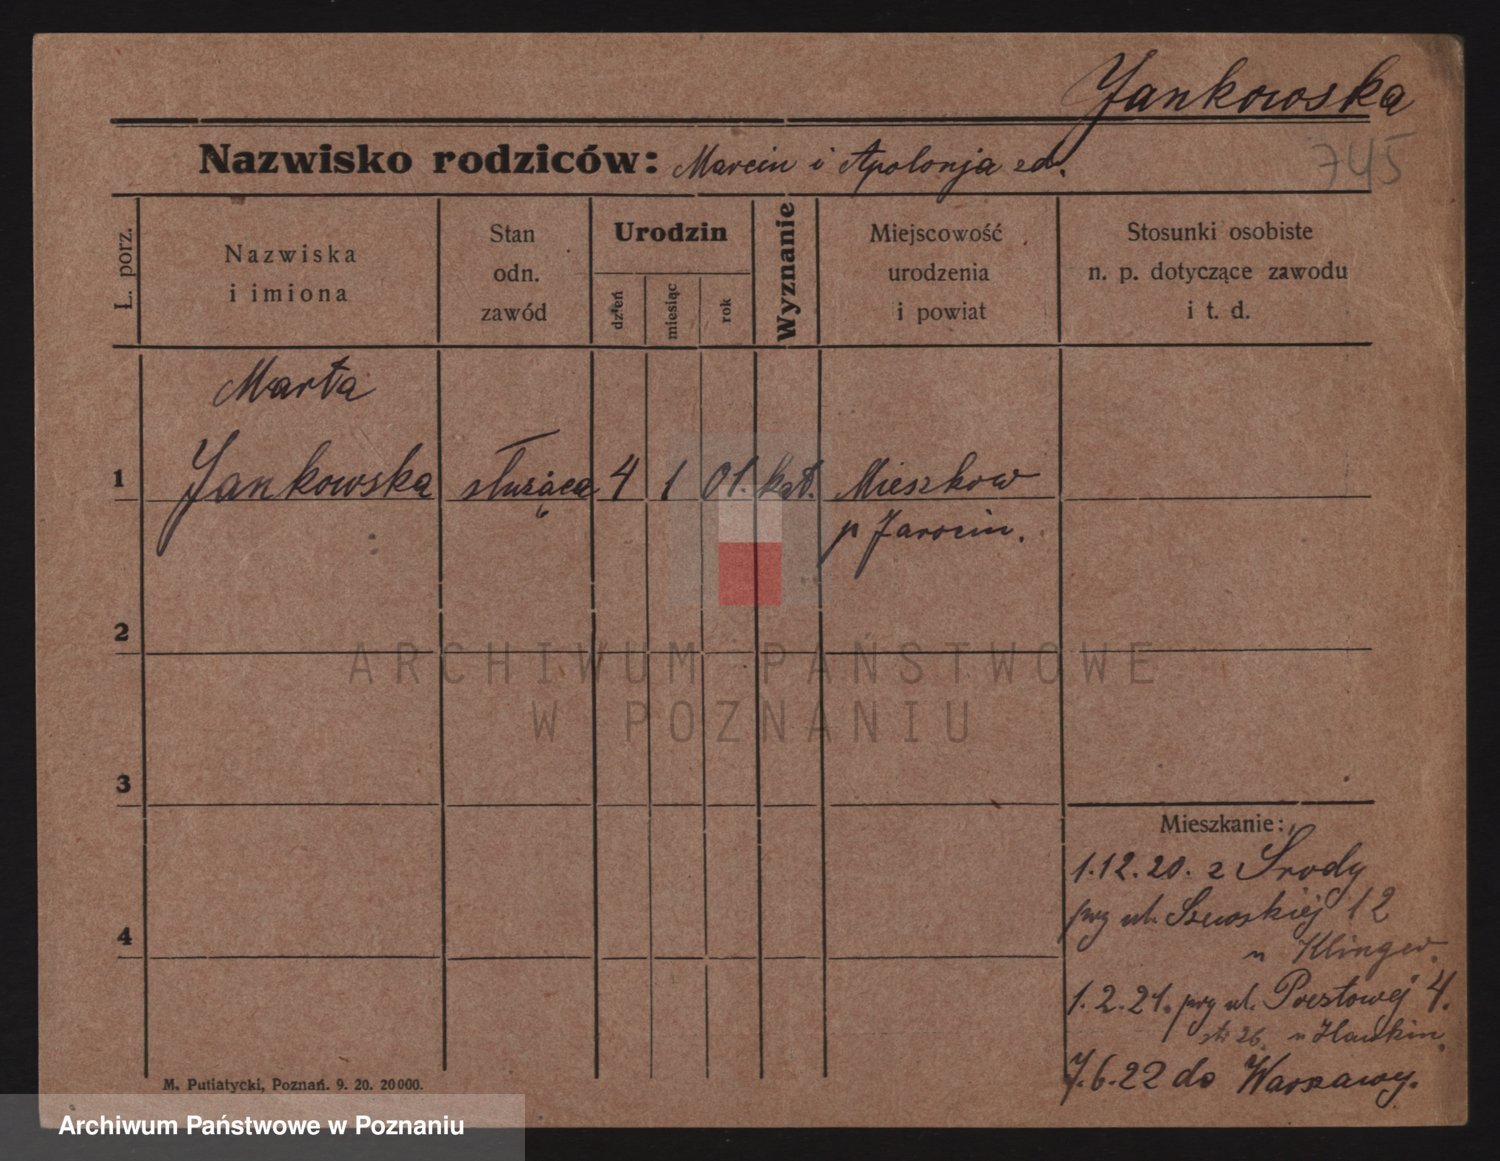 Jankowska
745
Nazwisko rodziców: Marcin i Apolonja zd.
Ł. porz.
Nazwiska
i imiona
Stan
odn.
zawód
Urodzin
dzień
miesiąc
rok
Wyznanie
Miejscowość
urodzenia
i powiat
Stosunki osobiste
n. p. dotyczące zawodu
i t. d.
Marta
1 Jankowska służąca 4 1 01. kat. Mieszkow
p Jarocin.
2
ARCHIWUM PAŃSTWOWE
W POZNANIU
3
Mieszkanie:
1.12.20. z Środy
przy ul. Szewskiej 12
u Klinger.
4
1.2.21. przy ul. Pocztowej 4.
str 26. u
7.6.22 do Warszawy.
M. Putiatycki, Poznań. 9. 20. 20000.
Archiwum Państwowe w Poznaniu